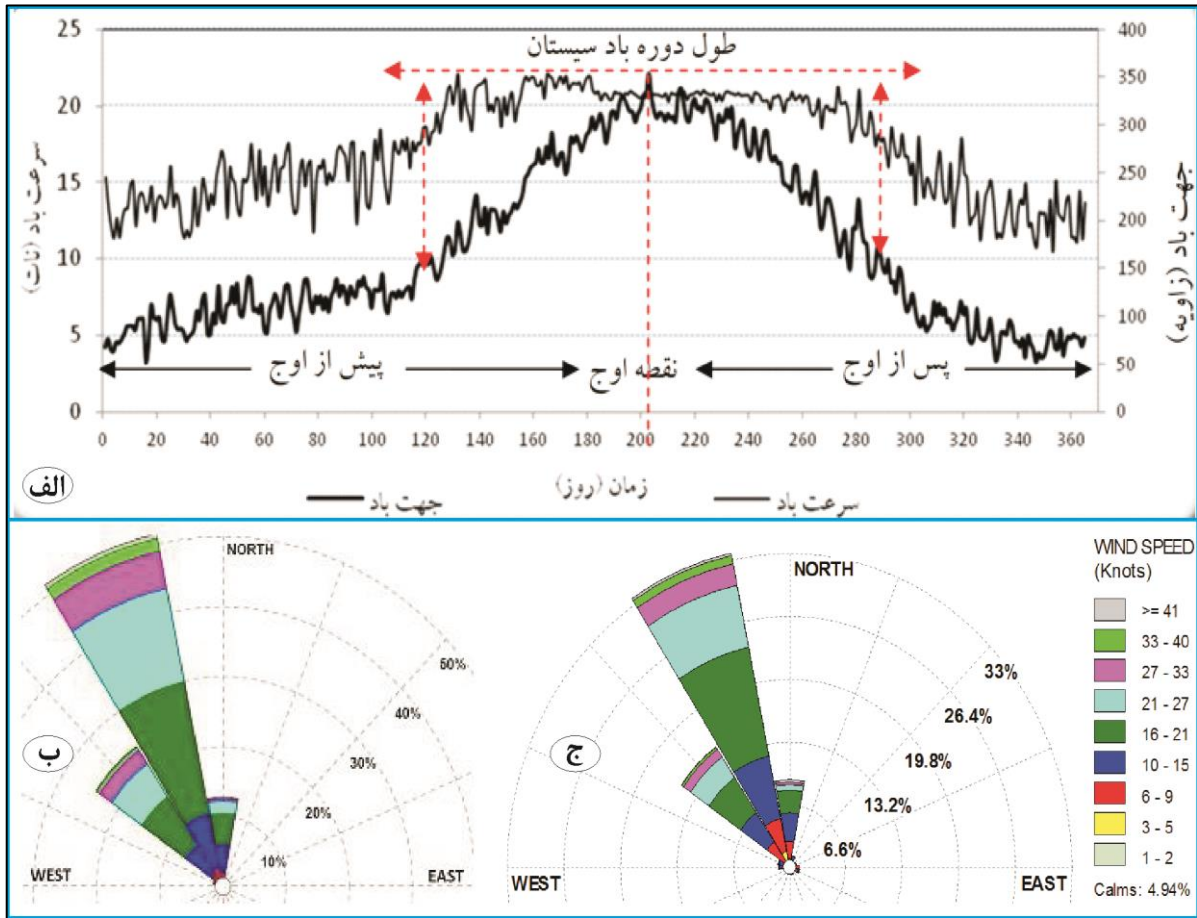 25
20
15
10
5
0
400
350
300
250
200
150
100
50
0
سرعت باد (نات)
جهت باد (زاویه)
طول دوره باد سیستان
پیش از اوج
نقطه اوج
پس از اوج
0 20 40 60 80 100 120 140 160 180 200 220 240 260 280 300 320 340 360
زمان (روز)
جهت باد
سرعت باد
الف
NORTH
50%
40%
30%
20%
10%
WEST
EAST
ب
NORTH
33%
26.4%
19.8%
13.2%
6.6%
WEST
EAST
ج
WIND SPEED
(Knots)
>= 41
33 - 40
27 - 33
21 - 27
16 - 21
10 - 15
6 - 9
3 - 5
1 - 2
Calms: 4.94%